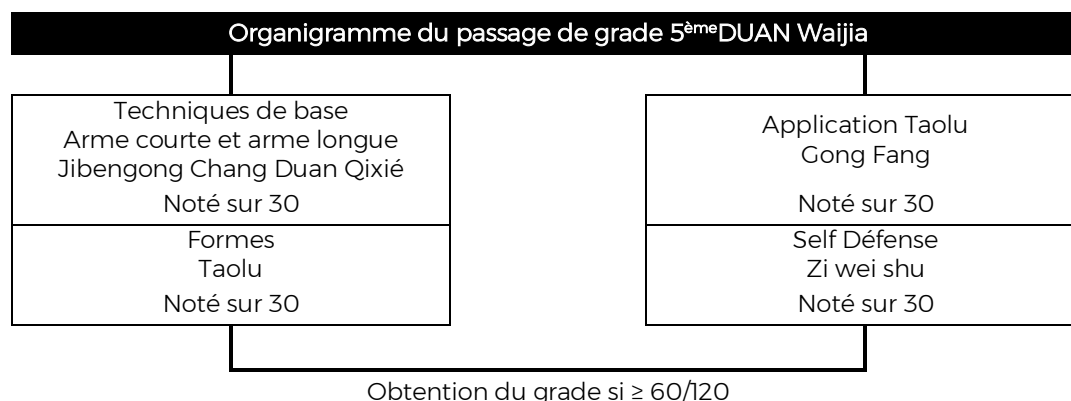 Organigramme du passage de grade 5èmeDUAN Waijia
Techniques de base
Arme courte et arme longue
Jibengong Chang Duan Qixié
Noté sur 30
Formes
Taolu
Noté sur 30
Application Taolu
Gong Fang
Noté sur 30
Self Défense
Zi wei shu
Noté sur 30
Obtention du grade si ≥ 60/120